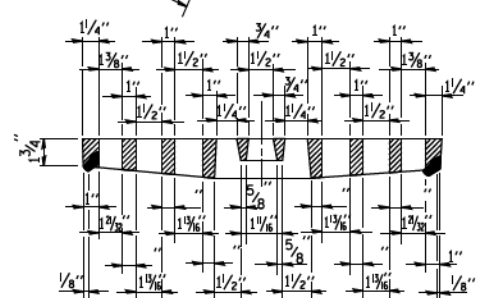 3/4"
1 1/4" 1" 1" 1"
1 3/8" 1 1/2" 1 1/2" 1 1/2" 1 3/8"
1" 1" 3/4" 1" 1 1/4"
1 1/2" 1 1/4" 1 1/4" 1 1/2"
1 3/4"
5/8
1" " " "
1 21/32" 1 13/16" 1 11/16" 1 13/16" 1 21/32"
" " 5/8" " 1"
1/8" 1 13/16" 1 1/2" 1 1/2" 1 13/16" 1/8"